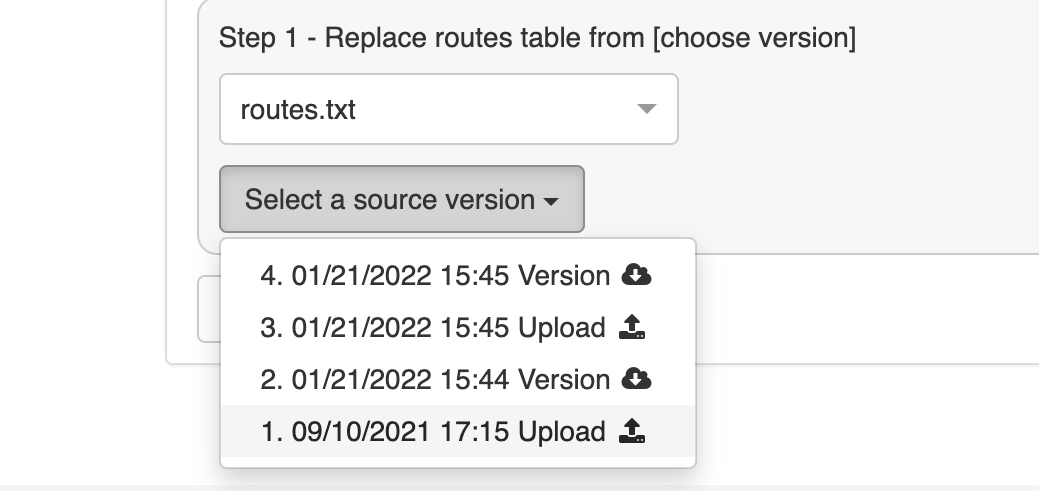 Step 1 - Replace routes table from [choose version]
routes.txt
Select a source version
4. 01/21/2022 15:45 Version
3. 01/21/2022 15:45 Upload
2. 01/21/2022 15:44 Version
1. 09/10/2021 17:15 Upload